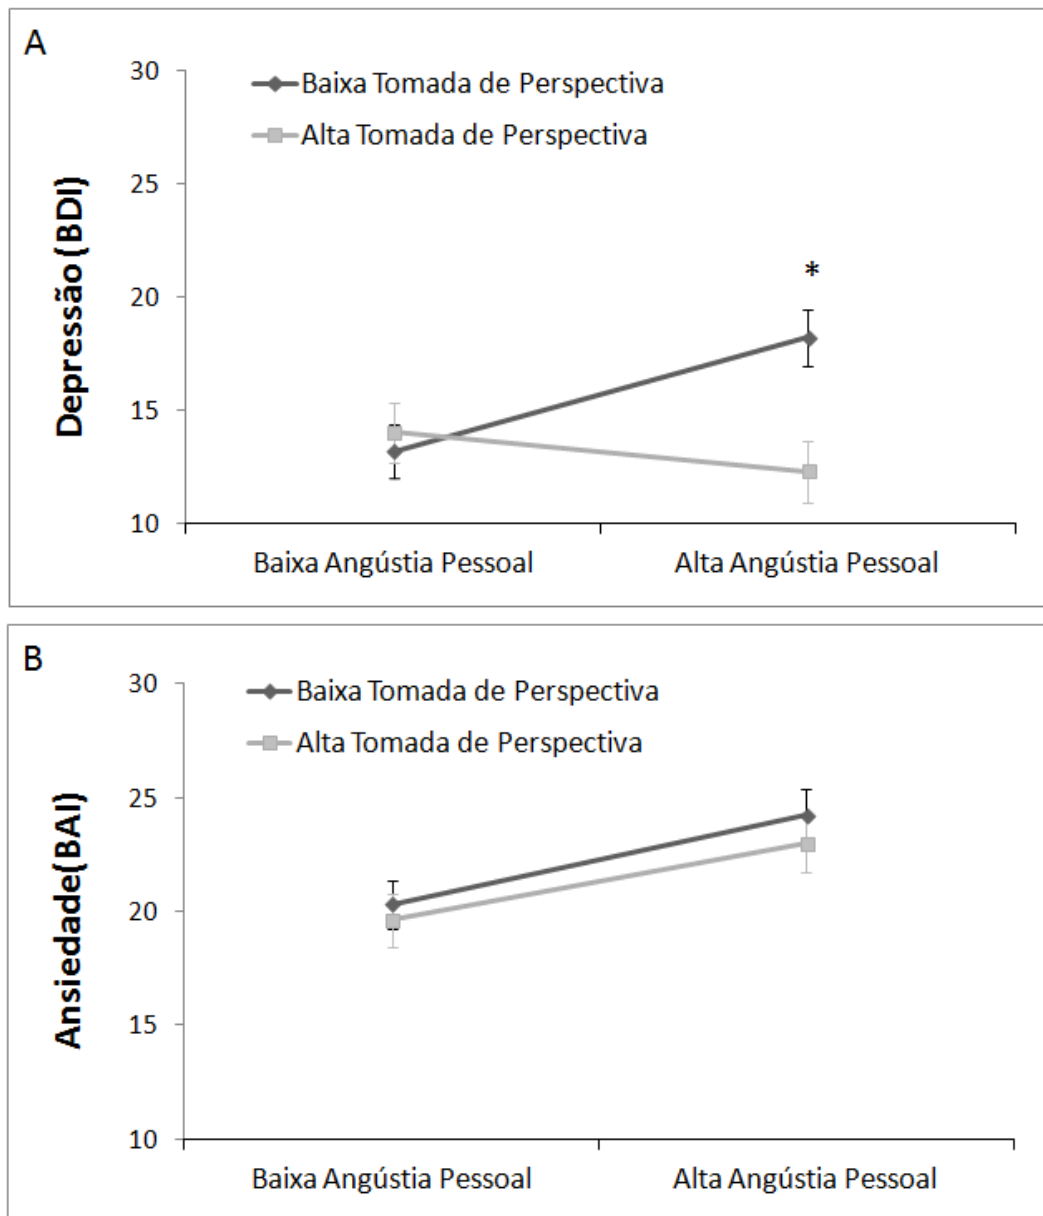 A
30
25
20
15
10
Depressão (BDI)
Baixa Tomada de Perspectiva
Alta Tomada de Perspectiva
*
Baixa Angústia Pessoal
Alta Angústia Pessoal
B
30
25
20
15
10
Ansiedade(BAI)
Baixa Tomada de Perspectiva
Alta Tomada de Perspectiva
Baixa Angústia Pessoal
Alta Angústia Pessoal